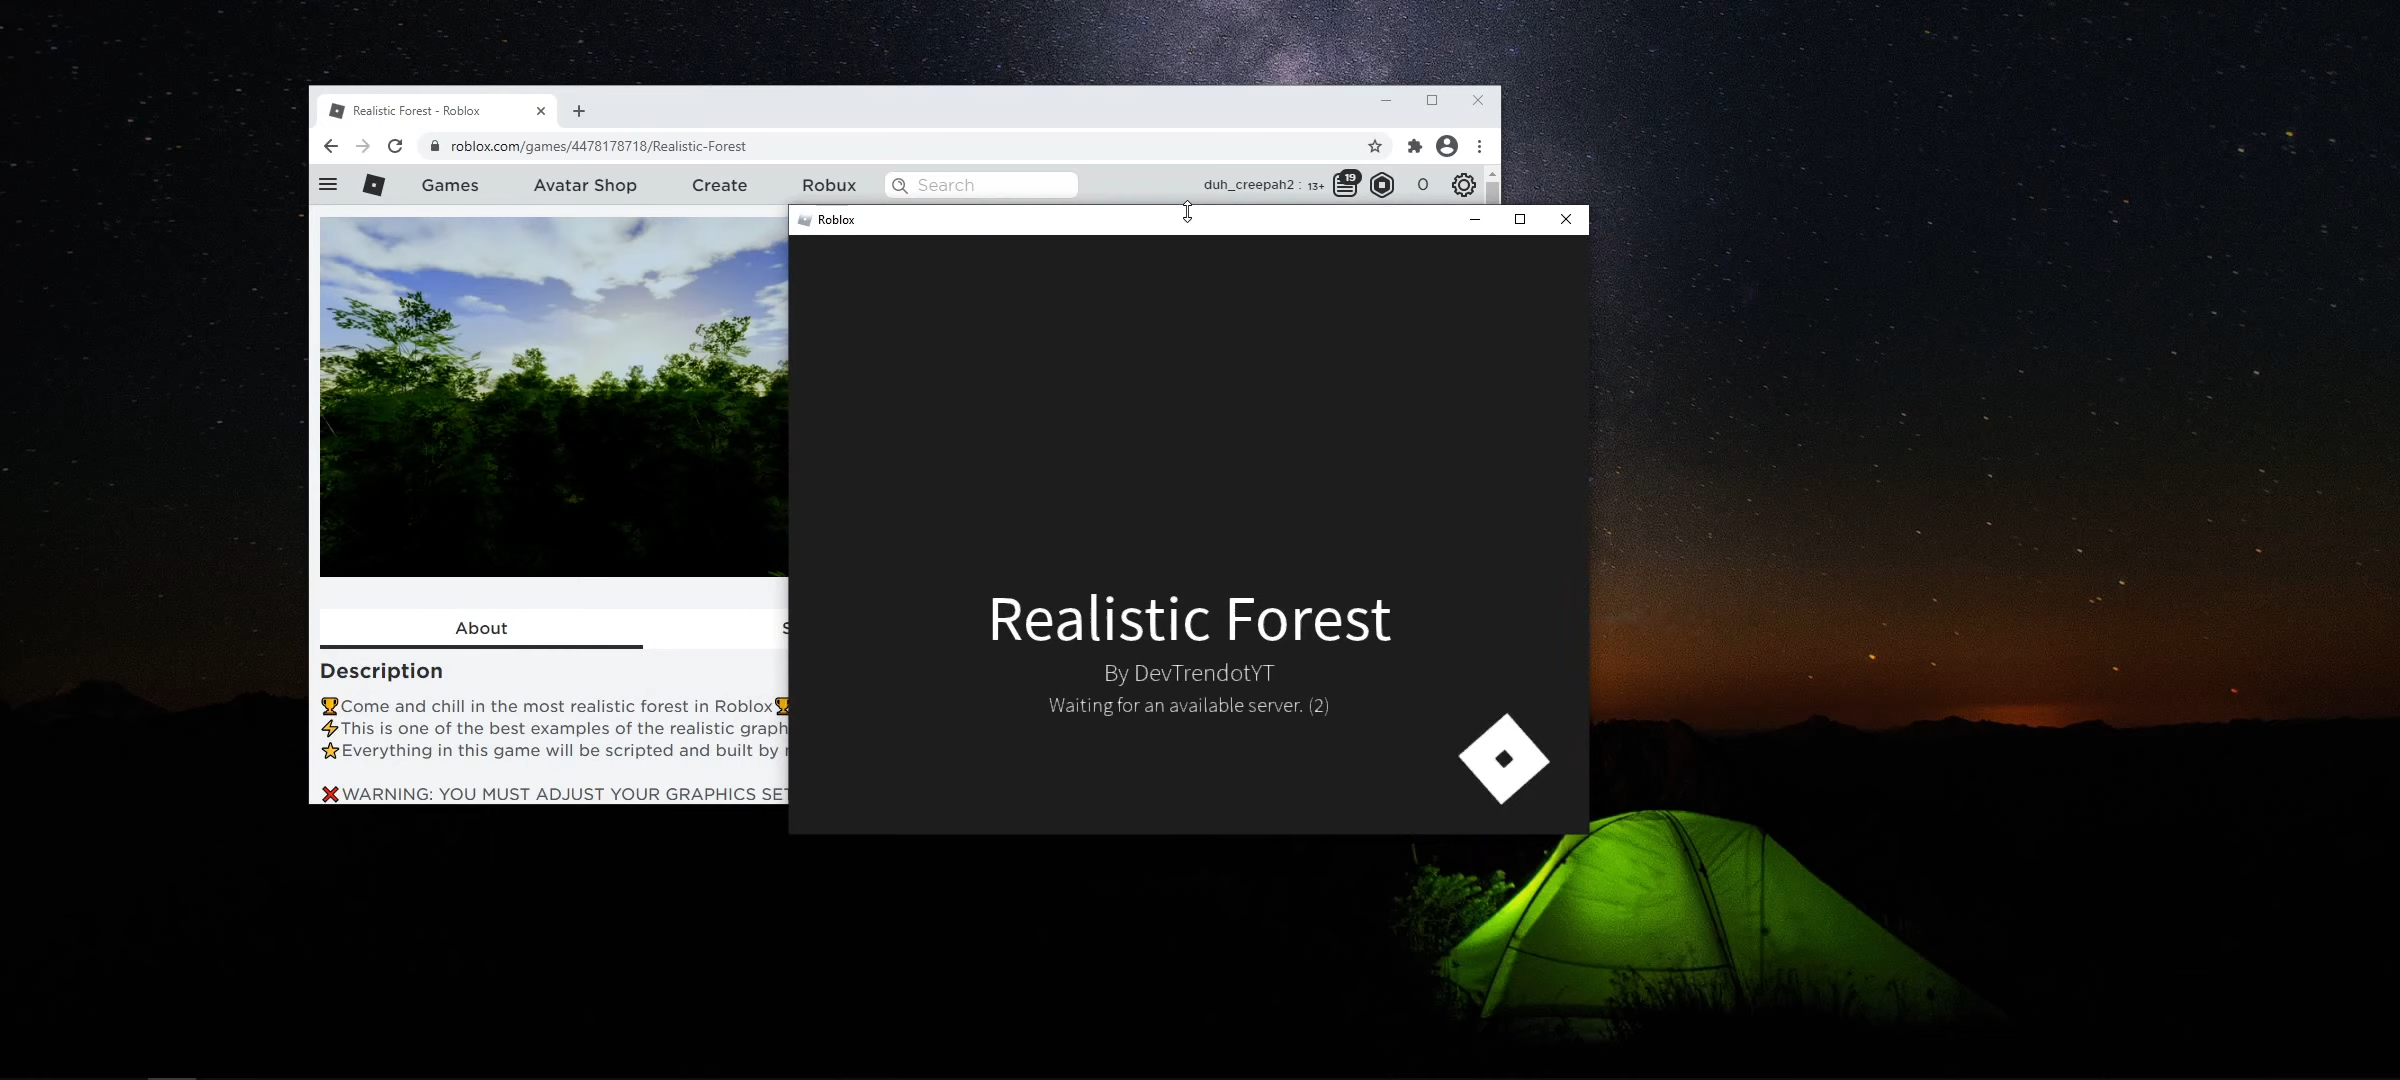 Realistic Forest - Roblox
roblox.com/games/4478178718/Realistic-Forest
Games Avatar Shop Create Robux Search duh_creepah2 : 13+ 19 0
Roblox
Realistic Forest
By DevTrendotYT
Waiting for an available server. (2)
About S
Description
🏆Come and chill in the most realistic forest in Roblox🏆
⚡This is one of the best examples of the realistic graph
⭐Everything in this game will be scripted and built by
❌WARNING: YOU MUST ADJUST YOUR GRAPHICS SET